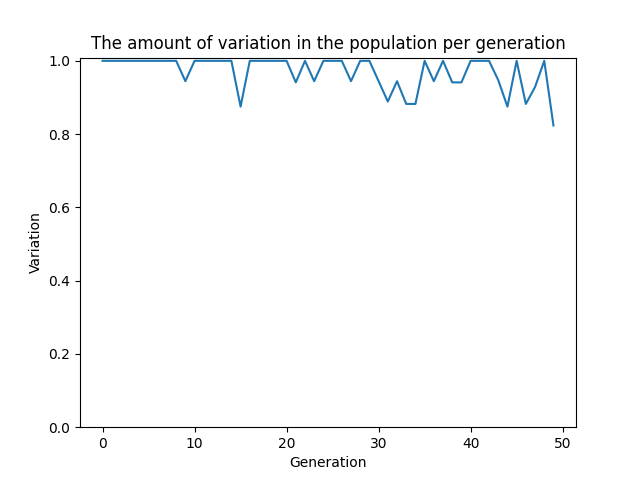 The amount of variation in the population per generation
1.0
0.8
0.6
0.4
0.2
0.0
Variation
0 10 20 30 40 50
Generation